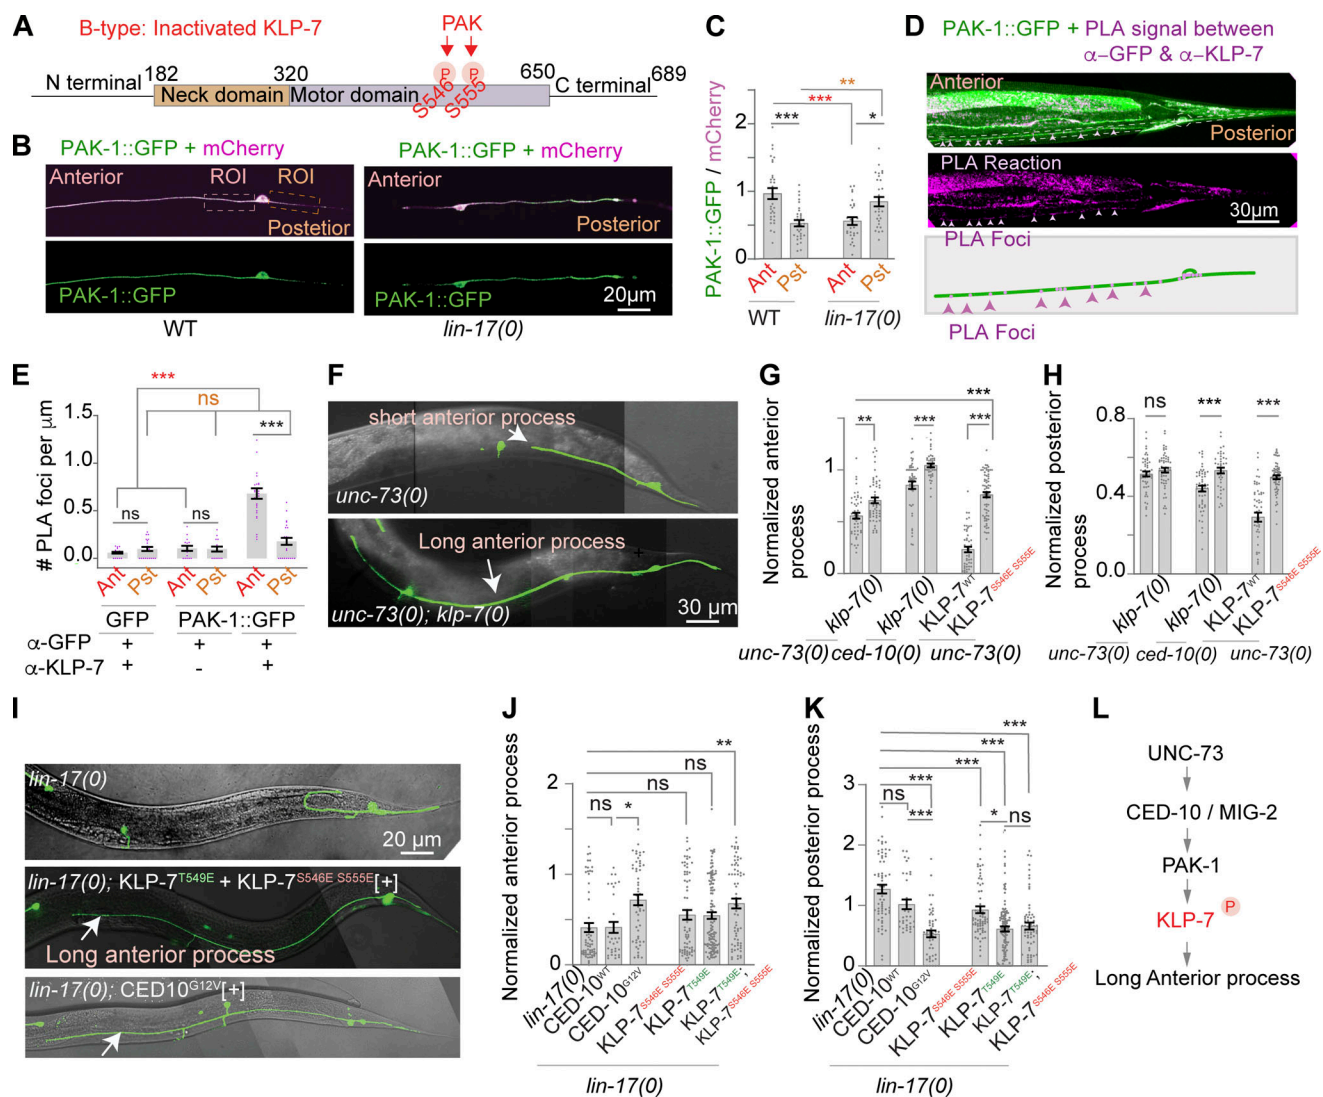 A
B-type: Inactivated KLP-7
PAK
P P
N terminal 182 320 650 C terminal 689
Neck domain Motor domain S546 S555
B
PAK-1::GFP + mCherry
Anterior ROI ROI
Postetior
PAK-1::GFP
WT
PAK-1::GFP + mCherry
Anterior
Posterior
PAK-1::GFP
20µm
lin-17(0)
C
PAK-1::GFP / mCherry
**
***
*** *
2
1
0
Ant Pst Ant Pst
WT lin-17(0)
D
PAK-1::GFP + PLA signal between
α-GFP & α-KLP-7
Anterior
Posterior
PLA Reaction
30µm
PLA Foci
PLA Foci
E
# PLA foci per µm
***
ns
***
ns ns
1.5
1.0
0.5
0.0
Ant Pst Ant Pst Ant Pst
GFP PAK-1::GFP
α-GFP + + +
α-KLP-7 + - +
F
short anterior process
unc-73(0)
Long anterior process
+
unc-73(0); klp-7(0)
30 µm
G
Normalized anterior
process
***
** *** ***
1
0
klp-7(0) klp-7(0) KLP-7WT KLP-7S546E S555E
unc-73(0) ced-10(0) unc-73(0)
H
Normalized posterior
process
ns *** ***
0.8
0.4
0
klp-7(0) klp-7(0) KLP-7WT KLP-7S546E S555E
unc-73(0) ced-10(0) unc-73(0)
I
lin-17(0)
20 µm
lin-17(0); KLP-7T549E + KLP-7S546E S555E[+]
Long anterior process
lin-17(0); CED10G12V[+]
J
Normalized anterior process
**
ns
ns
ns *
2
1
0
lin-17(0) CED-10WT CED-10G12V KLP-7S546E S555E KLP-7T549E KLP-7T549E;
KLP-7S546E S555E
lin-17(0)
K
Normalized posterior process
***
***
***
***
ns
*** * ns
3
2
1
0
lin-17(0) CED-10WT CED-10G12V KLP-7S546E S555E KLP-7T549E KLP-7T549E;
KLP-7S546E S555E
lin-17(0)
L
UNC-73
CED-10 / MIG-2
PAK-1
KLP-7 P
Long Anterior process